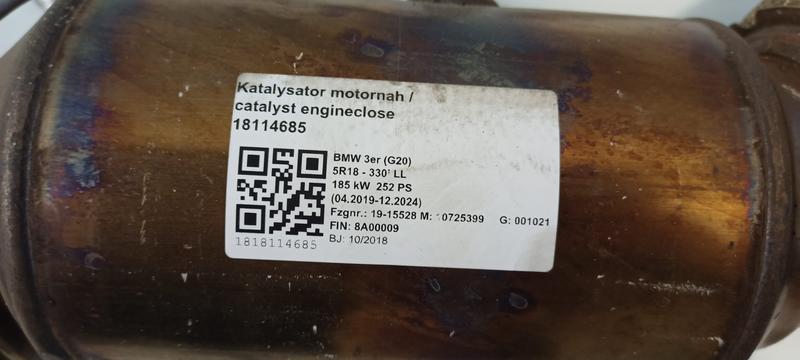 Katalysator motornah /
catalyst engineclose
18114685
BMW 3er (G20)
5R18 - 330i LL
185 kW 252 PS
(04.2019-12.2024)
Fzgnr.: 19-15528 M: 10725399 G: 001021
FIN: 8A00009
BJ: 10/2018
1818114685